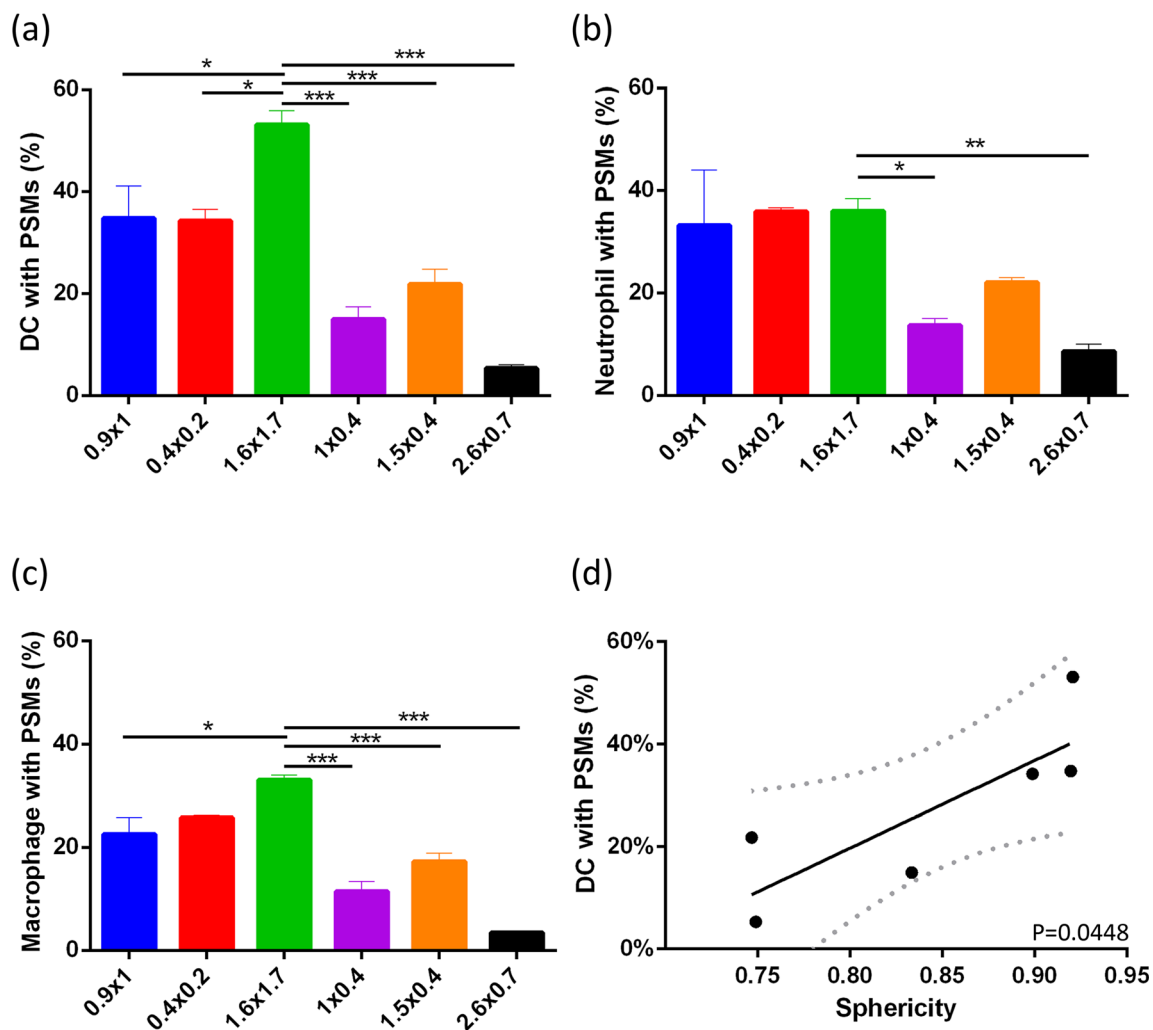 (a)
DC with PSMs (%)
60
40
20
0
*
*
***
***
***
0.9x1
0.4x0.2
1.6x1.7
1x0.4
1.5x0.4
2.6x0.7
(b)
Neutrophil with PSMs (%)
60
40
20
0
**
*
0.9x1
0.4x0.2
1.6x1.7
1x0.4
1.5x0.4
2.6x0.7
(c)
Macrophage with PSMs (%)
60
40
20
0
*
***
***
***
0.9x1
0.4x0.2
1.6x1.7
1x0.4
1.5x0.4
2.6x0.7
(d)
DC with PSMs (%)
60%
40%
20%
0%
P=0.0448
0.75
0.80
0.85
0.90
0.95
Sphericity